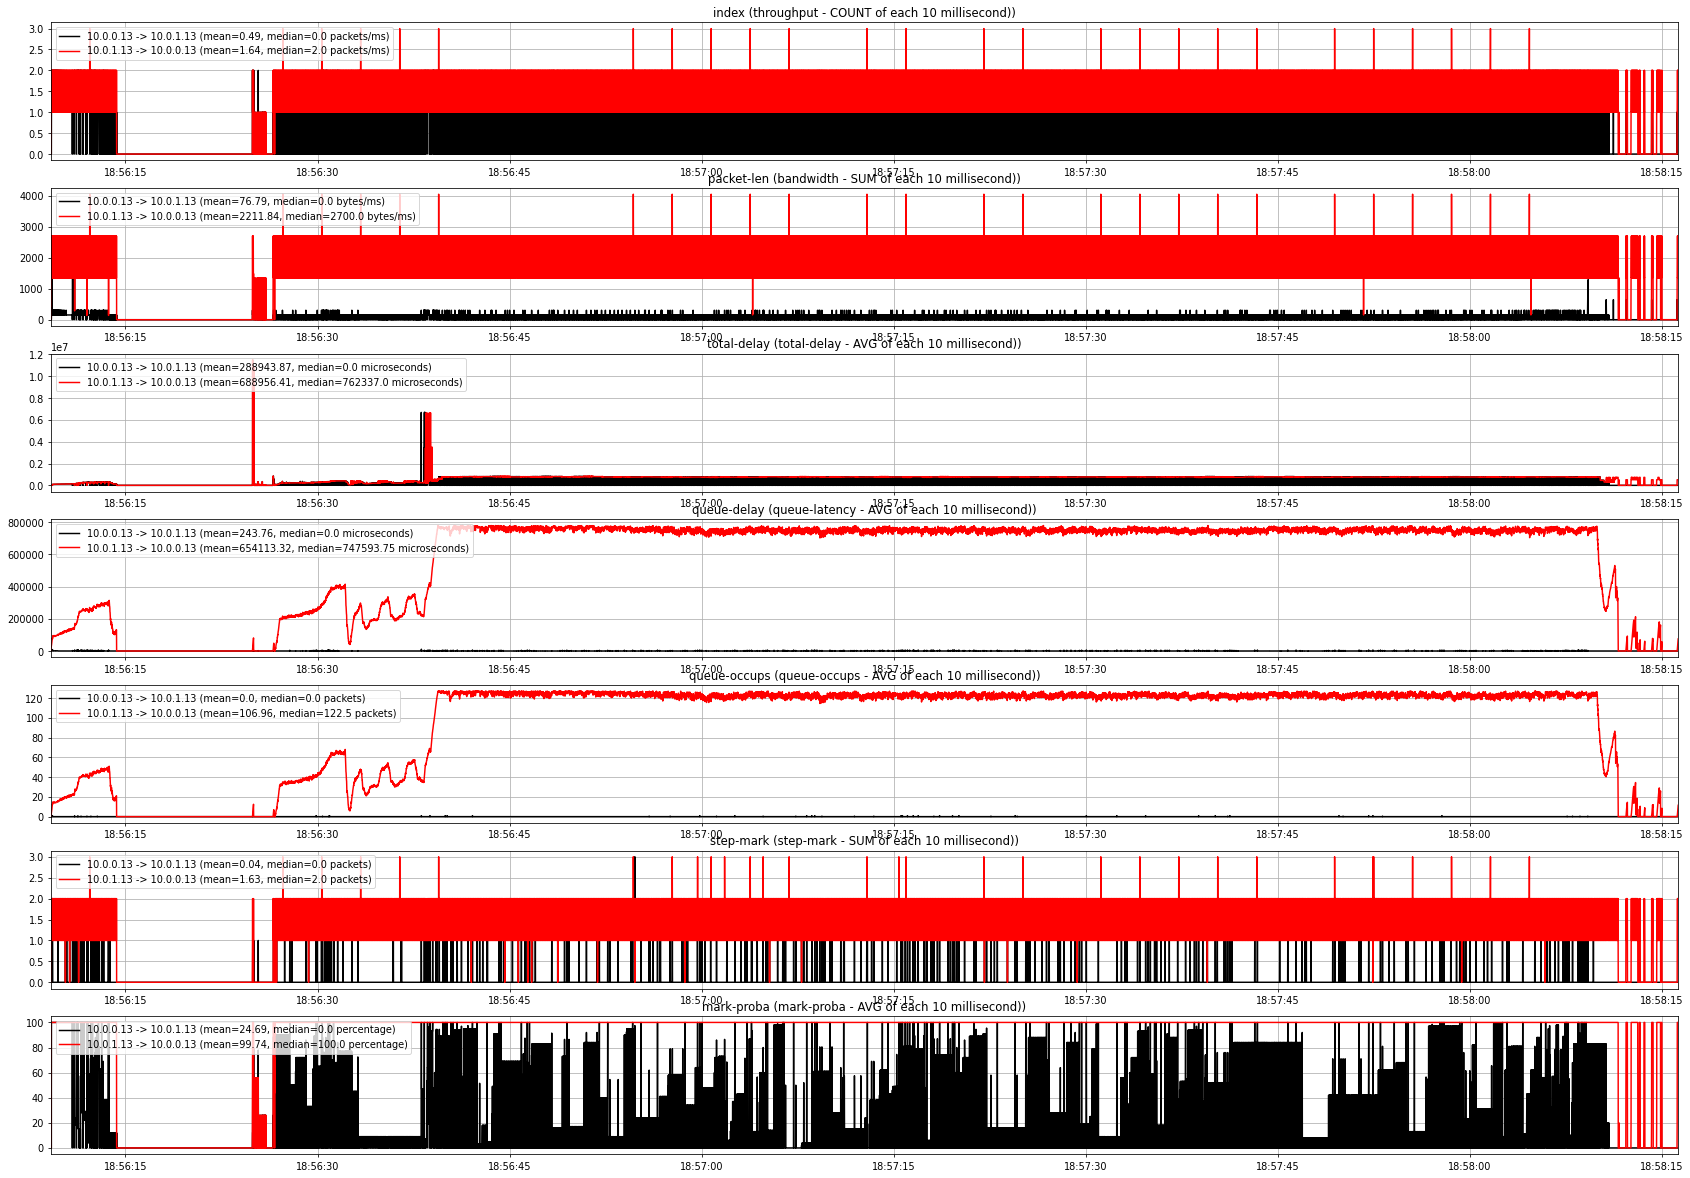 index (throughput - COUNT of each 10 millisecond))
3.0
2.5
2.0
1.5
1.0
0.5
0.0
10.0.0.13 -> 10.0.1.13 (mean=0.49, median=0.0 packets/ms)
10.0.1.13 -> 10.0.0.13 (mean=1.64, median=2.0 packets/ms)
18:56:15 18:56:30 18:56:45 18:57:00 18:57:15 18:57:30 18:57:45 18:58:00 18:58:15
packet-len (bandwidth - SUM of each 10 millisecond))
4000
3000
2000
1000
0
10.0.0.13 -> 10.0.1.13 (mean=76.79, median=0.0 bytes/ms)
10.0.1.13 -> 10.0.0.13 (mean=2211.84, median=2700.0 bytes/ms)
18:56:15 18:56:30 18:56:45 18:57:00 18:57:15 18:57:30 18:57:45 18:58:00 18:58:15
total-delay (total-delay - AVG of each 10 millisecond))
1e7
1.2
1.0
0.8
0.6
0.4
0.2
0.0
10.0.0.13 -> 10.0.1.13 (mean=288943.87, median=0.0 microseconds)
10.0.1.13 -> 10.0.0.13 (mean=688956.41, median=762337.0 microseconds)
18:56:15 18:56:30 18:56:45 18:57:00 18:57:15 18:57:30 18:57:45 18:58:00 18:58:15
queue-delay (queue-latency - AVG of each 10 millisecond))
800000
600000
400000
200000
0
10.0.0.13 -> 10.0.1.13 (mean=243.76, median=0.0 microseconds)
10.0.1.13 -> 10.0.0.13 (mean=654113.32, median=747593.75 microseconds)
18:56:15 18:56:30 18:56:45 18:57:00 18:57:15 18:57:30 18:57:45 18:58:00 18:58:15
queue-occups (queue-occups - AVG of each 10 millisecond))
120
100
80
60
40
20
0
10.0.0.13 -> 10.0.1.13 (mean=0.0, median=0.0 packets)
10.0.1.13 -> 10.0.0.13 (mean=106.96, median=122.5 packets)
18:56:15 18:56:30 18:56:45 18:57:00 18:57:15 18:57:30 18:57:45 18:58:00 18:58:15
step-mark (step-mark - SUM of each 10 millisecond))
3.0
2.5
2.0
1.5
1.0
0.5
0.0
10.0.0.13 -> 10.0.1.13 (mean=0.04, median=0.0 packets)
10.0.1.13 -> 10.0.0.13 (mean=1.63, median=2.0 packets)
18:56:15 18:56:30 18:56:45 18:57:00 18:57:15 18:57:30 18:57:45 18:58:00 18:58:15
mark-proba (mark-proba - AVG of each 10 millisecond))
100
80
60
40
20
0
10.0.0.13 -> 10.0.1.13 (mean=24.69, median=0.0 percentage)
10.0.1.13 -> 10.0.0.13 (mean=99.74, median=100.0 percentage)
18:56:15 18:56:30 18:56:45 18:57:00 18:57:15 18:57:30 18:57:45 18:58:00 18:58:15